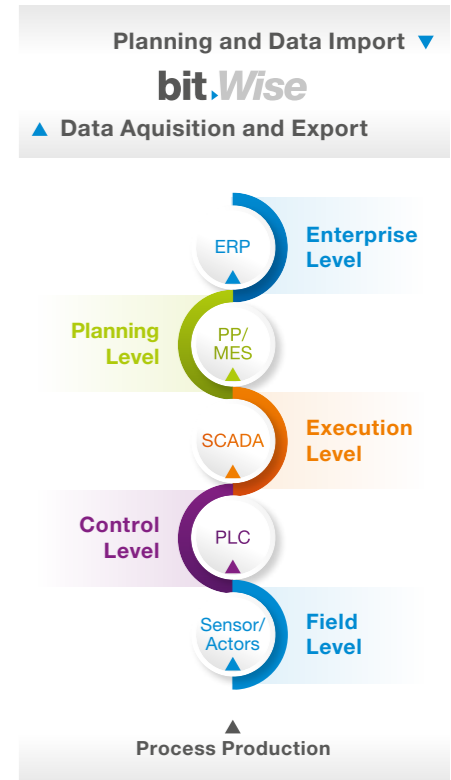 Planning and Data Import
bit.Wise
Data Aquisition and Export
ERP
Enterprise
Level
Planning
Level
PP/
MES
SCADA
Execution
Level
Control
Level
PLC
Sensor/
Actors
Field
Level
Process Production